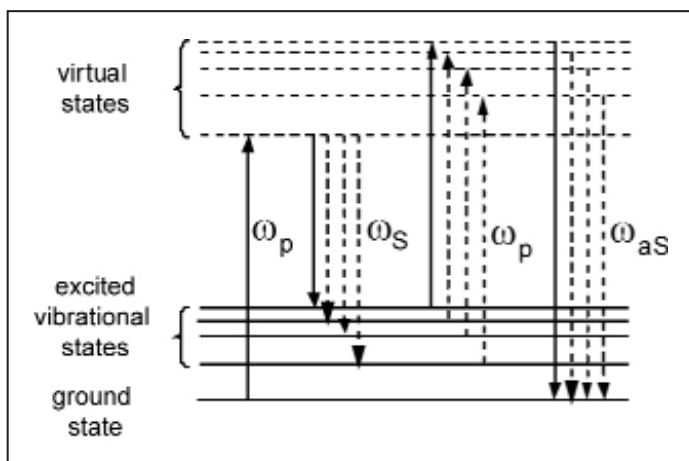 virtual
states
ωp
ωS
ωp
ωaS
excited
vibrational
states
ground
state